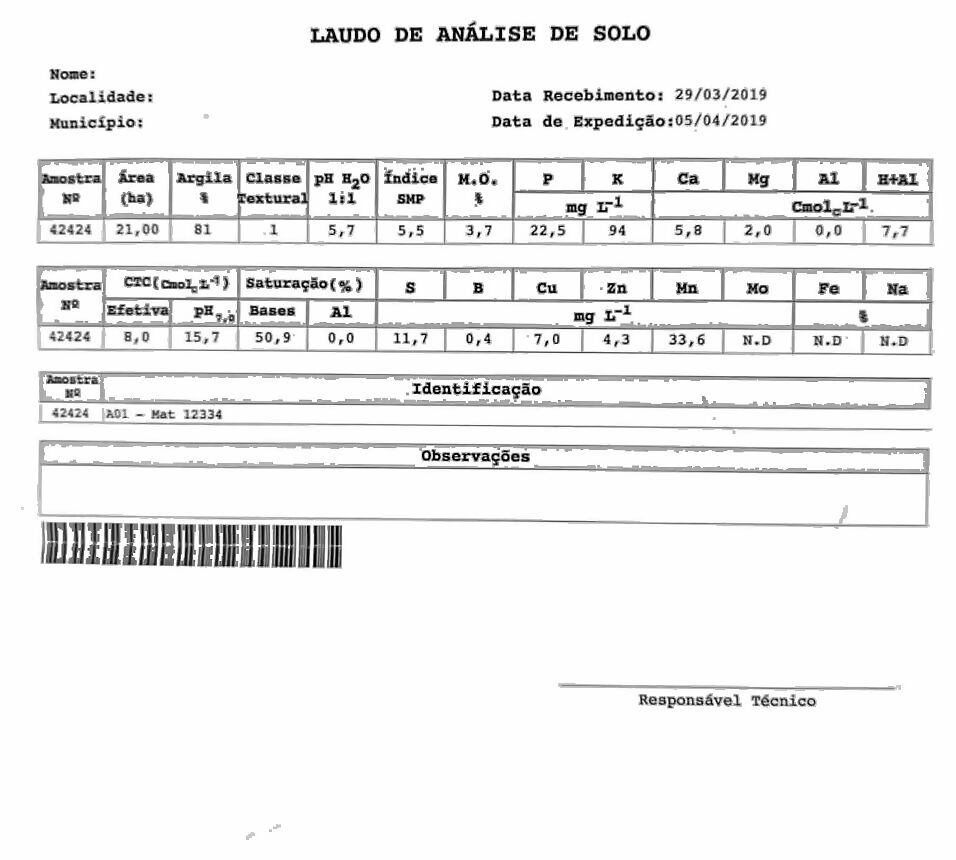 LAUDO DE ANÁLISE DE SOLO
Nome:
Localidade: Data Recebimento: 29/03/2019
Município: Data de Expedição:05/04/2019
Amostra Área Argila Classe pH H2O Índice M.O. P K Ca Mg Al H+Al
Nº (ha) % Textural 1:1 SMP % mg L-1 CmolcL-1
42424 21,00 81 1 5,7 5,5 3,7 22,5 94 5,8 2,0 0,0 7,7
Amostra CTC(CmolcL-1) Saturação(%) S B Cu Zn Mn Mo Fe Na
Nº Efetiva pH7,0 Bases Al mg L-1 %
42424 8,0 15,7 50,9 0,0 11,7 0,4 7,0 4,3 33,6 N.D N.D N.D
Amostra Identificação
Nº
42424 A01 - Mat 12334
Observações
Responsável Técnico